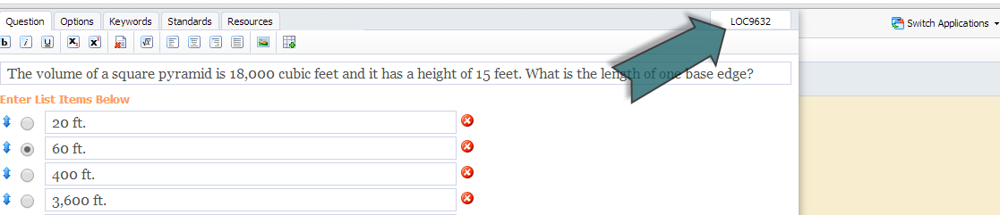 Question Options Keywords Standards Resources LOC9632 Switch Applications
b i U x₂ x² √x
The volume of a square pyramid is 18,000 cubic feet and it has a height of 15 feet. What is the length of one base edge?
Enter List Items Below
20 ft.
60 ft.
400 ft.
3,600 ft.